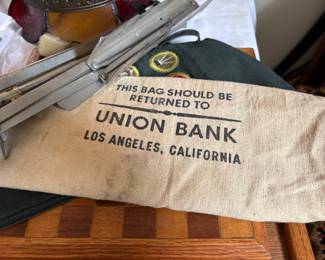 THIS BAG SHOULD BE
RETURNED TO
UNION BANK
LOS ANGELES, CALIFORNIA